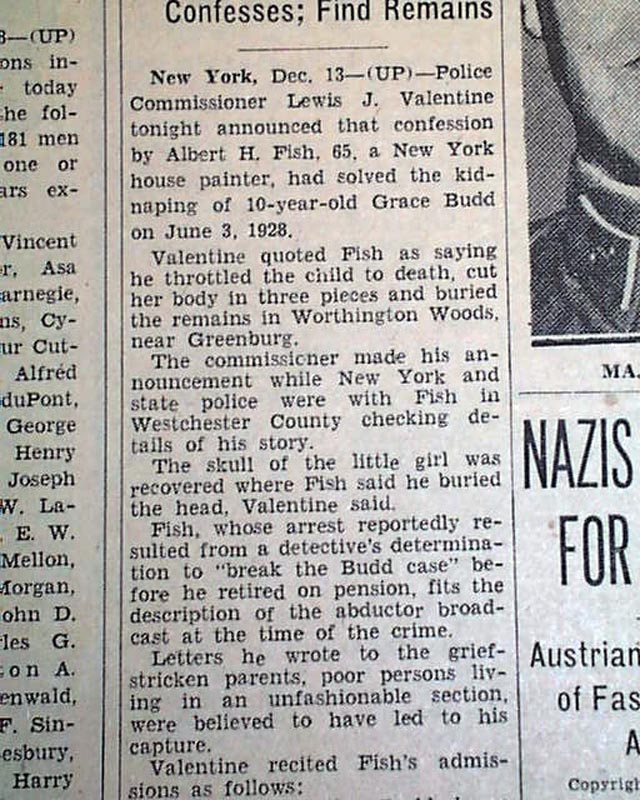 8—(UP)
ons in-
today
he fol-
181 men
one or
ars ex-
Vincent
r, Asa
arnegie,
ns, Cy-
ur Cut-
Alfréd
duPont,
George
Henry
Joseph
W. La-
E. W.
Mellon,
Morgan,
ohn D.
les G.
ton A.
enwald,
F. Sin-
esbury,
Harry
Confesses; Find Remains
New York, Dec. 13—(UP)—Police
Commissioner Lewis J. Valentine
tonight announced that confession
by Albert H. Fish, 65, a New York
house painter, had solved the kid-
naping of 10-year-old Grace Budd
on June 3, 1928.
Valentine quoted Fish as saying
he throttled the child to death, cut
her body in three pieces and buried
the remains in Worthington Woods,
near Greenburg.
The commissioner made his an-
nouncement while New York and
state police were with Fish in
Westchester County checking de-
tails of his story.
The skull of the little girl was
recovered where Fish said he buried
the head, Valentine said.
Fish, whose arrest reportedly re-
sulted from a detective's determina-
tion to "break the Budd case" be-
fore he retired on pension, fits the
description of the abductor broad-
cast at the time of the crime.
Letters he wrote to the grief-
stricken parents, poor persons liv-
ing in an unfashionable section,
were believed to have led to his
capture.
Valentine recited Fish's admis-
sions as follows:
MA.
NAZIS
FOR
Austrian
of Fas
A
Copyrigh